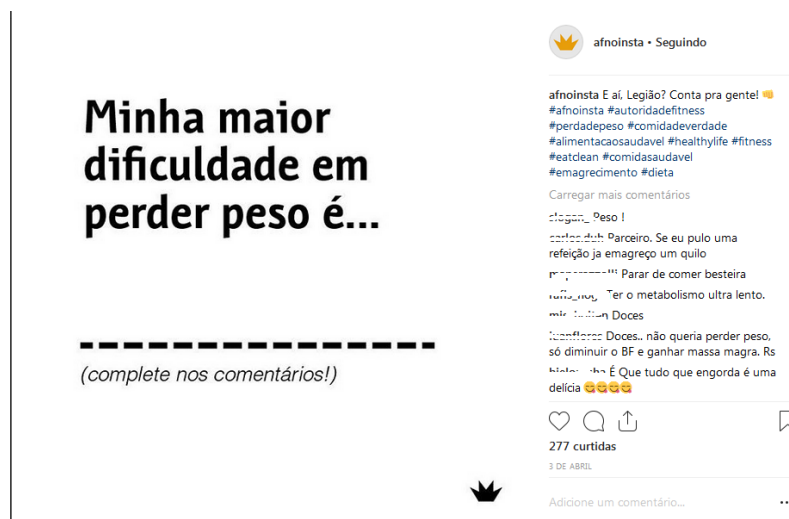 Minha maior
dificuldade em
perder peso é...
(complete nos comentários!)
afnoinsta • Seguindo
afnoinsta E aí, Legião? Conta pra gente!
#afnoinsta #autoridadefitness
#perdadepeso #comidadeverdade
#alimentacaosaudavel #healthylife #fitness
#eatclean #comidasaudavel
#emagrecimento #dieta
Carregar mais comentários
Peso !
Parceiro. Se eu pulo uma
refeição ja emagreço um quilo
Parar de comer besteira
Ter o metabolismo ultra lento.
Doces
Doces.. não queria perder peso,
só diminuir o BF e ganhar massa magra. Rs
É Que tudo que engorda é uma
delícia
277 curtidas
3 DE ABRIL
Adicione um comentário...